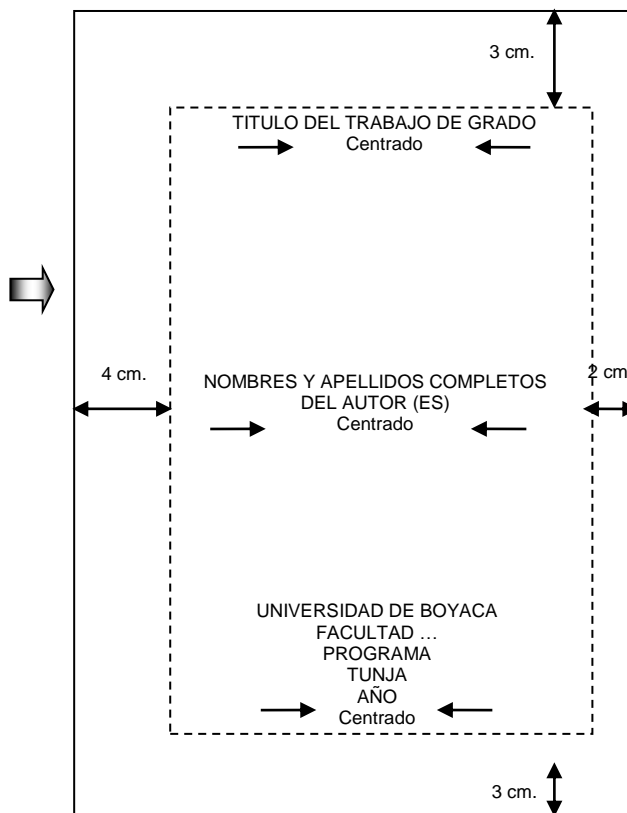 3 cm.
TITULO DEL TRABAJO DE GRADO
Centrado
4 cm.
NOMBRES Y APELLIDOS COMPLETOS
DEL AUTOR (ES)
Centrado
2 cm
UNIVERSIDAD DE BOYACA
FACULTAD ...
PROGRAMA
TUNJA
AÑO
Centrado
3 cm.